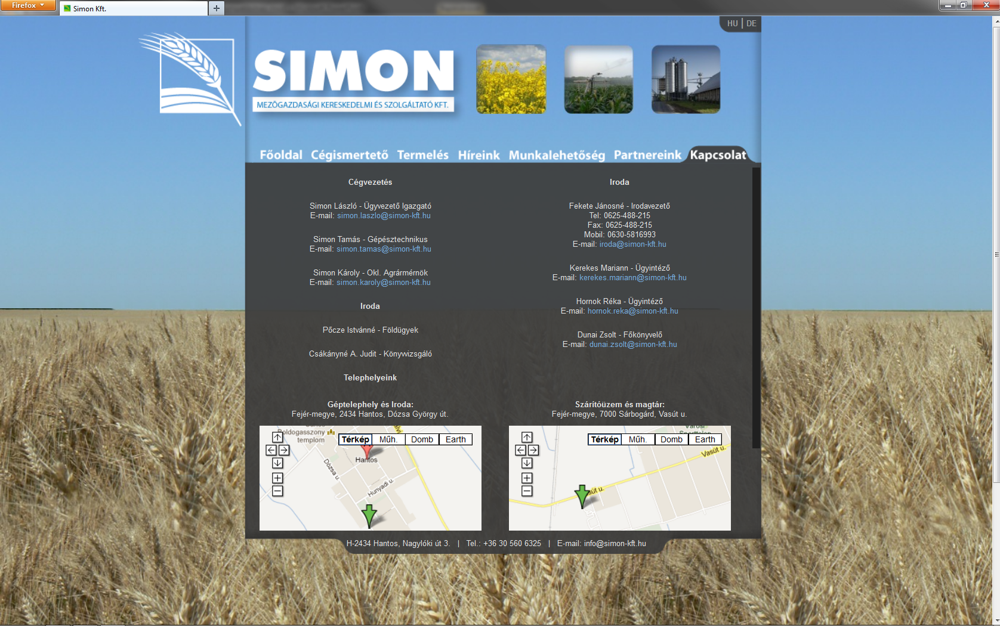 Firefox
Simon Kft.
HU | DE
SIMON
MEZŐGAZDASÁGI KERESKEDELMI ÉS SZOLGÁLTATÓ KFT.
Főoldal Cégismertető Termelés Híreink Munkalehetőség Partnereink Kapcsolat
Cégvezetés
Simon László - Ügyvezető Igazgató
E-mail: simon.laszlo@simon-kft.hu
Simon Tamás - Gépésztechnikus
E-mail: simon.tamas@simon-kft.hu
Simon Károly - Okl. Agrármérnök
E-mail: simon.karoly@simon-kft.hu
Iroda
Pőcze Istvánné - Földügyek
Csákányné A. Judit - Könyvvizsgáló
Iroda
Fekete Jánosné - Irodavezető
Tel: 0625-488-215
Fax: 0625-488-215
Mobil: 0630-5816993
E-mail: iroda@simon-kft.hu
Kerekes Mariann - Ügyintéző
E-mail: kerekes.mariann@simon-kft.hu
Hornok Réka - Ügyintéző
E-mail: hornok.reka@simon-kft.hu
Dunai Zsolt - Főkönyvelő
E-mail: dunai.zsolt@simon-kft.hu
Telephelyeink
Géptelephely és Iroda:
Fejér-megye, 2434 Hantos, Dózsa György út.
Boldogasszony
templom
Térkép Műh. Domb Earth
Hantos
Dózsa u.
Hunyadi u.
Szárítóüzem és magtár:
Fejér-megye, 7000 Sárbogárd, Vasút u.
Városi
Térkép Műh. Domb Earth
Vasút u.
H-2434 Hantos, Nagylóki út 3. | Tel.: +36 30 560 6325 | E-mail: info@simon-kft.hu